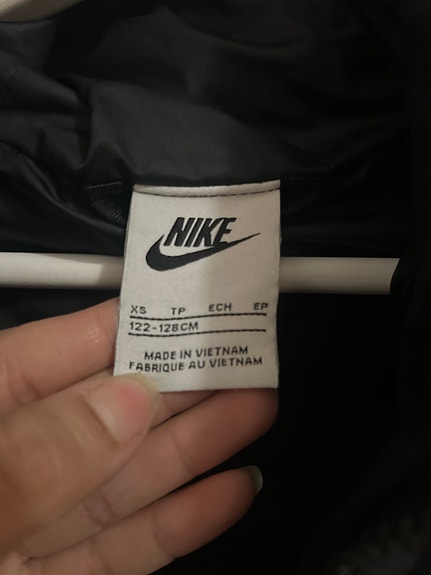 NIKE
XS TP ECH EP
122-128CM
MADE IN VIETNAM
FABRIQUE AU VIETNAM